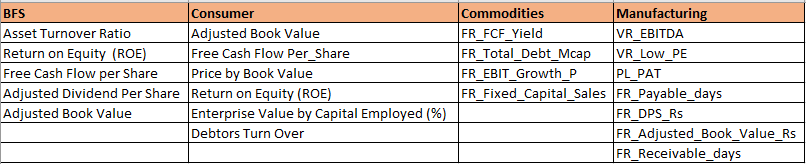 BFS Consumer Commodities Manufacturing
Asset Turnover Ratio Adjusted Book Value FR_FCF_Yield VR_EBITDA
Return on Equity (ROE) Free Cash Flow Per_Share FR_Total_Debt_Mcap VR_Low_PE
Free Cash Flow per Share Price by Book Value FR_EBIT_Growth_P PL_PAT
Adjusted Dividend Per Share Return on Equity (ROE) FR_Fixed_Capital_Sales FR_Payable_days
Adjusted Book Value Enterprise Value by Capital Employed (%) FR_DPS_Rs
Debtors Turn Over FR_Adjusted_Book_Value_Rs
FR_Receivable_days